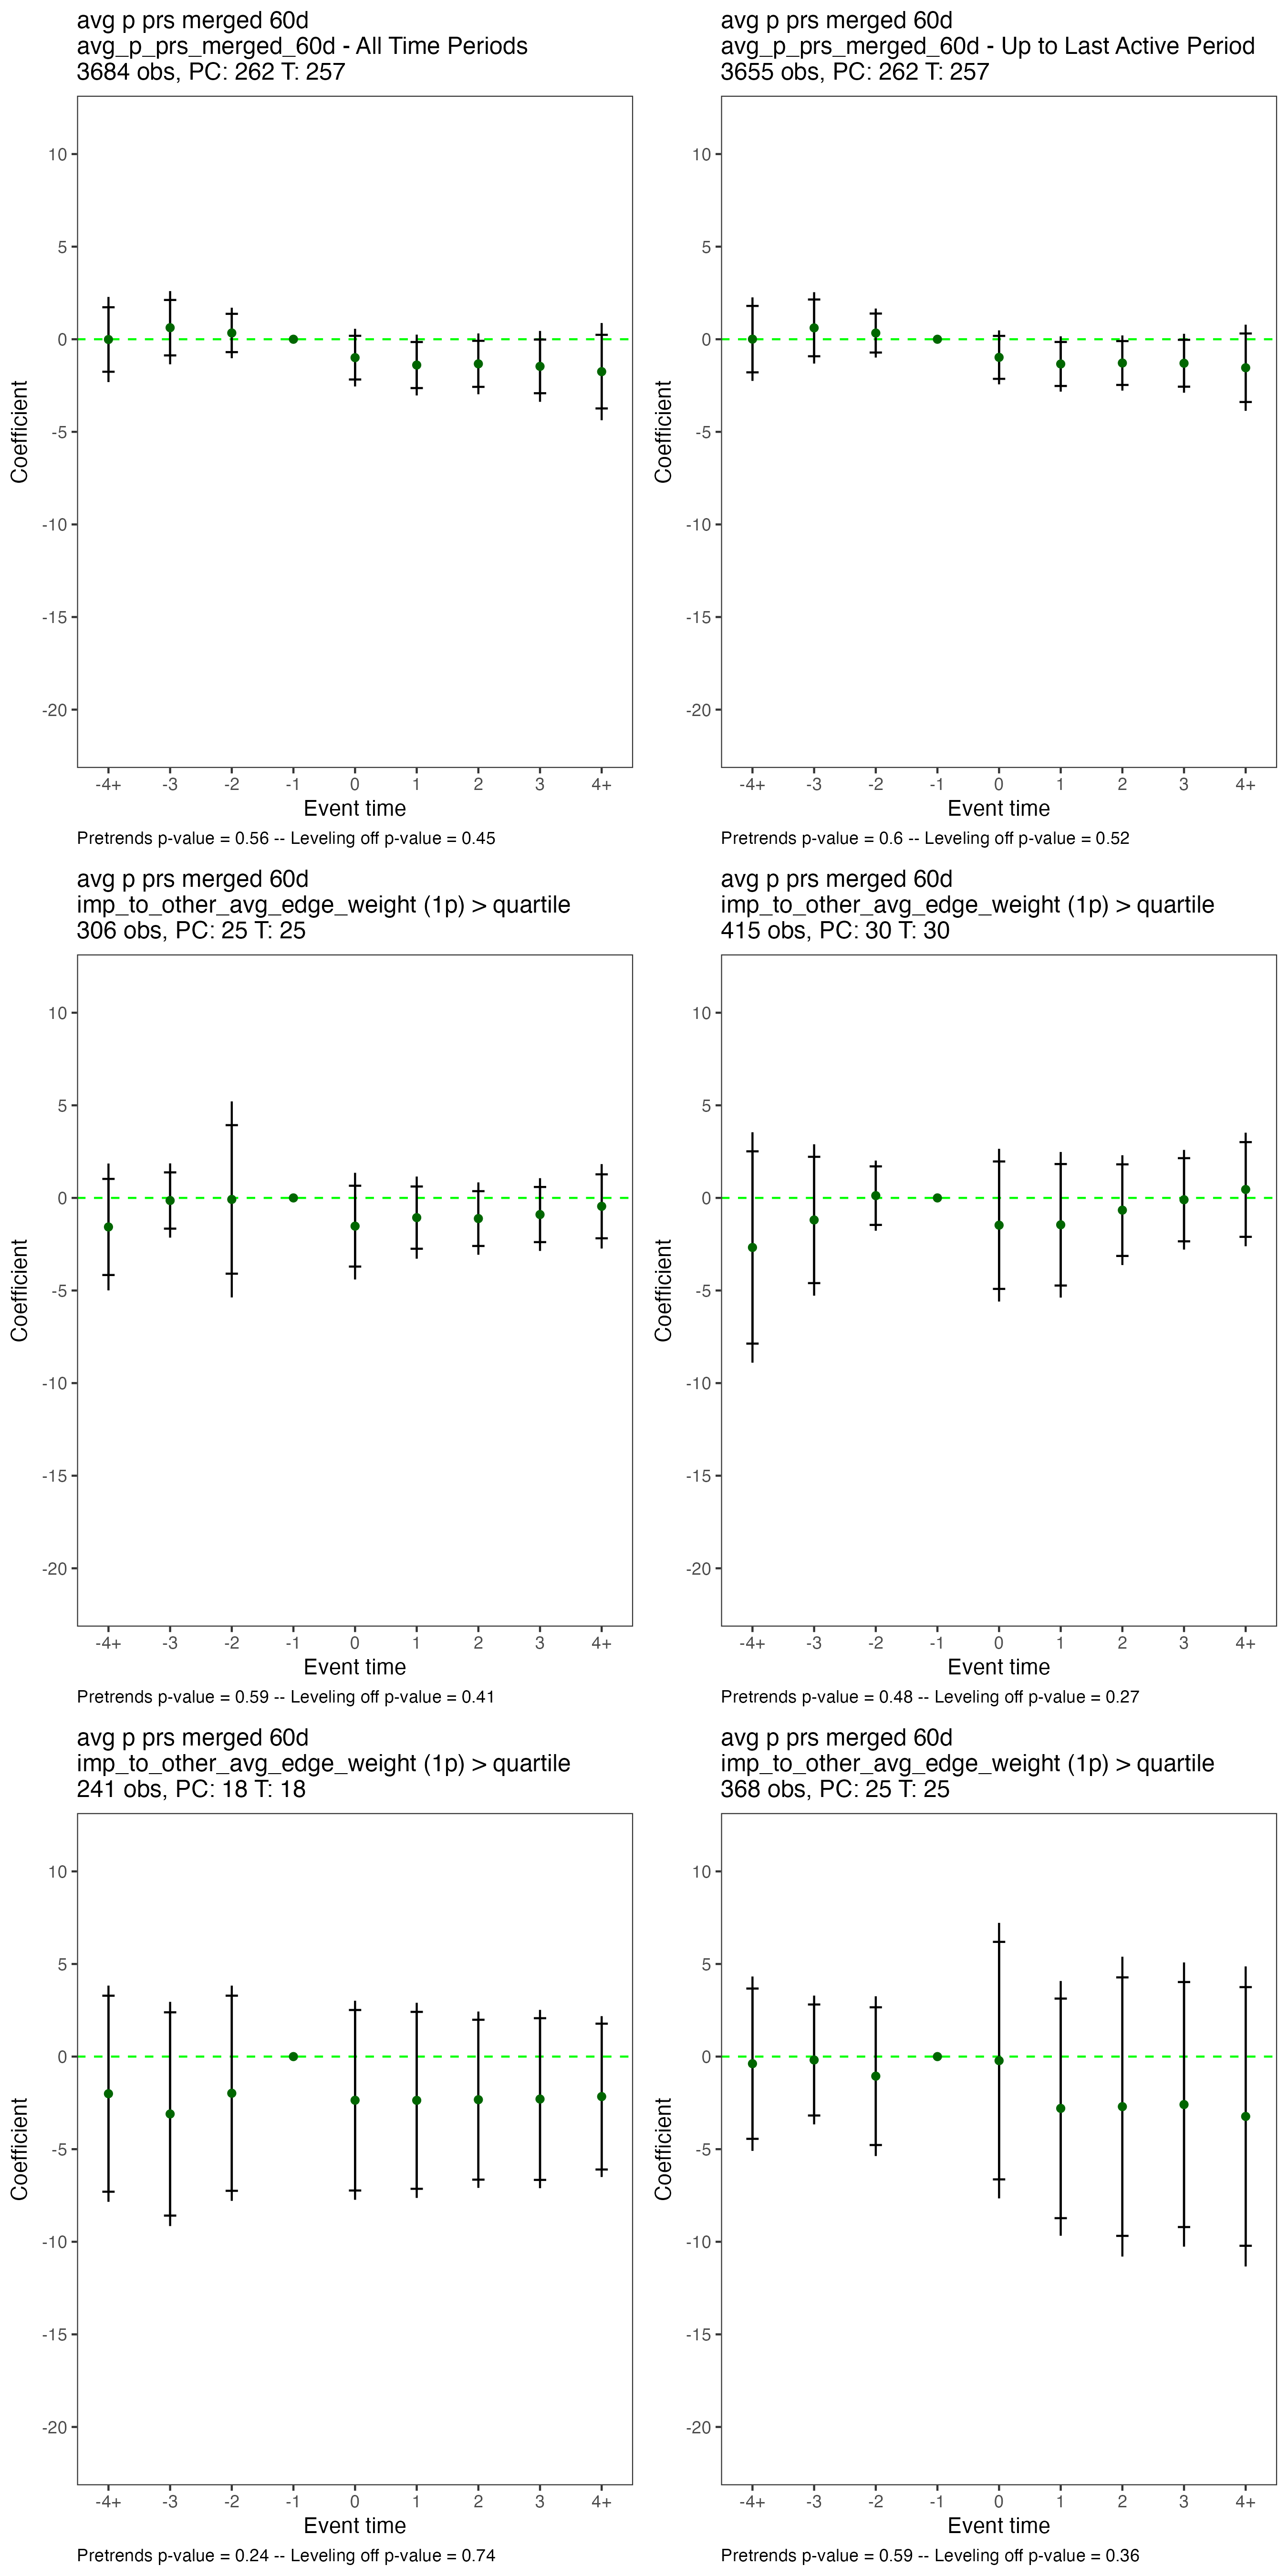 avg p prs merged 60d
avg_p_prs_merged_60d - All Time Periods
3684 obs, PC: 262 T: 257
10
5
0
-5
-10
-15
-20
Coefficient
-4+ -3 -2 -1 0 1 2 3 4+
Event time
Pretrends p-value = 0.56 -- Leveling off p-value = 0.45
avg p prs merged 60d
avg_p_prs_merged_60d - Up to Last Active Period
3655 obs, PC: 262 T: 257
10
5
0
-5
-10
-15
-20
Coefficient
-4+ -3 -2 -1 0 1 2 3 4+
Event time
Pretrends p-value = 0.6 -- Leveling off p-value = 0.52
avg p prs merged 60d
imp_to_other_avg_edge_weight (1p) > quartile
306 obs, PC: 25 T: 25
10
5
0
-5
-10
-15
-20
Coefficient
-4+ -3 -2 -1 0 1 2 3 4+
Event time
Pretrends p-value = 0.59 -- Leveling off p-value = 0.41
avg p prs merged 60d
imp_to_other_avg_edge_weight (1p) > quartile
415 obs, PC: 30 T: 30
10
5
0
-5
-10
-15
-20
Coefficient
-4+ -3 -2 -1 0 1 2 3 4+
Event time
Pretrends p-value = 0.48 -- Leveling off p-value = 0.27
avg p prs merged 60d
imp_to_other_avg_edge_weight (1p) > quartile
241 obs, PC: 18 T: 18
10
5
0
-5
-10
-15
-20
Coefficient
-4+ -3 -2 -1 0 1 2 3 4+
Event time
Pretrends p-value = 0.24 -- Leveling off p-value = 0.74
avg p prs merged 60d
imp_to_other_avg_edge_weight (1p) > quartile
368 obs, PC: 25 T: 25
10
5
0
-5
-10
-15
-20
Coefficient
-4+ -3 -2 -1 0 1 2 3 4+
Event time
Pretrends p-value = 0.59 -- Leveling off p-value = 0.36